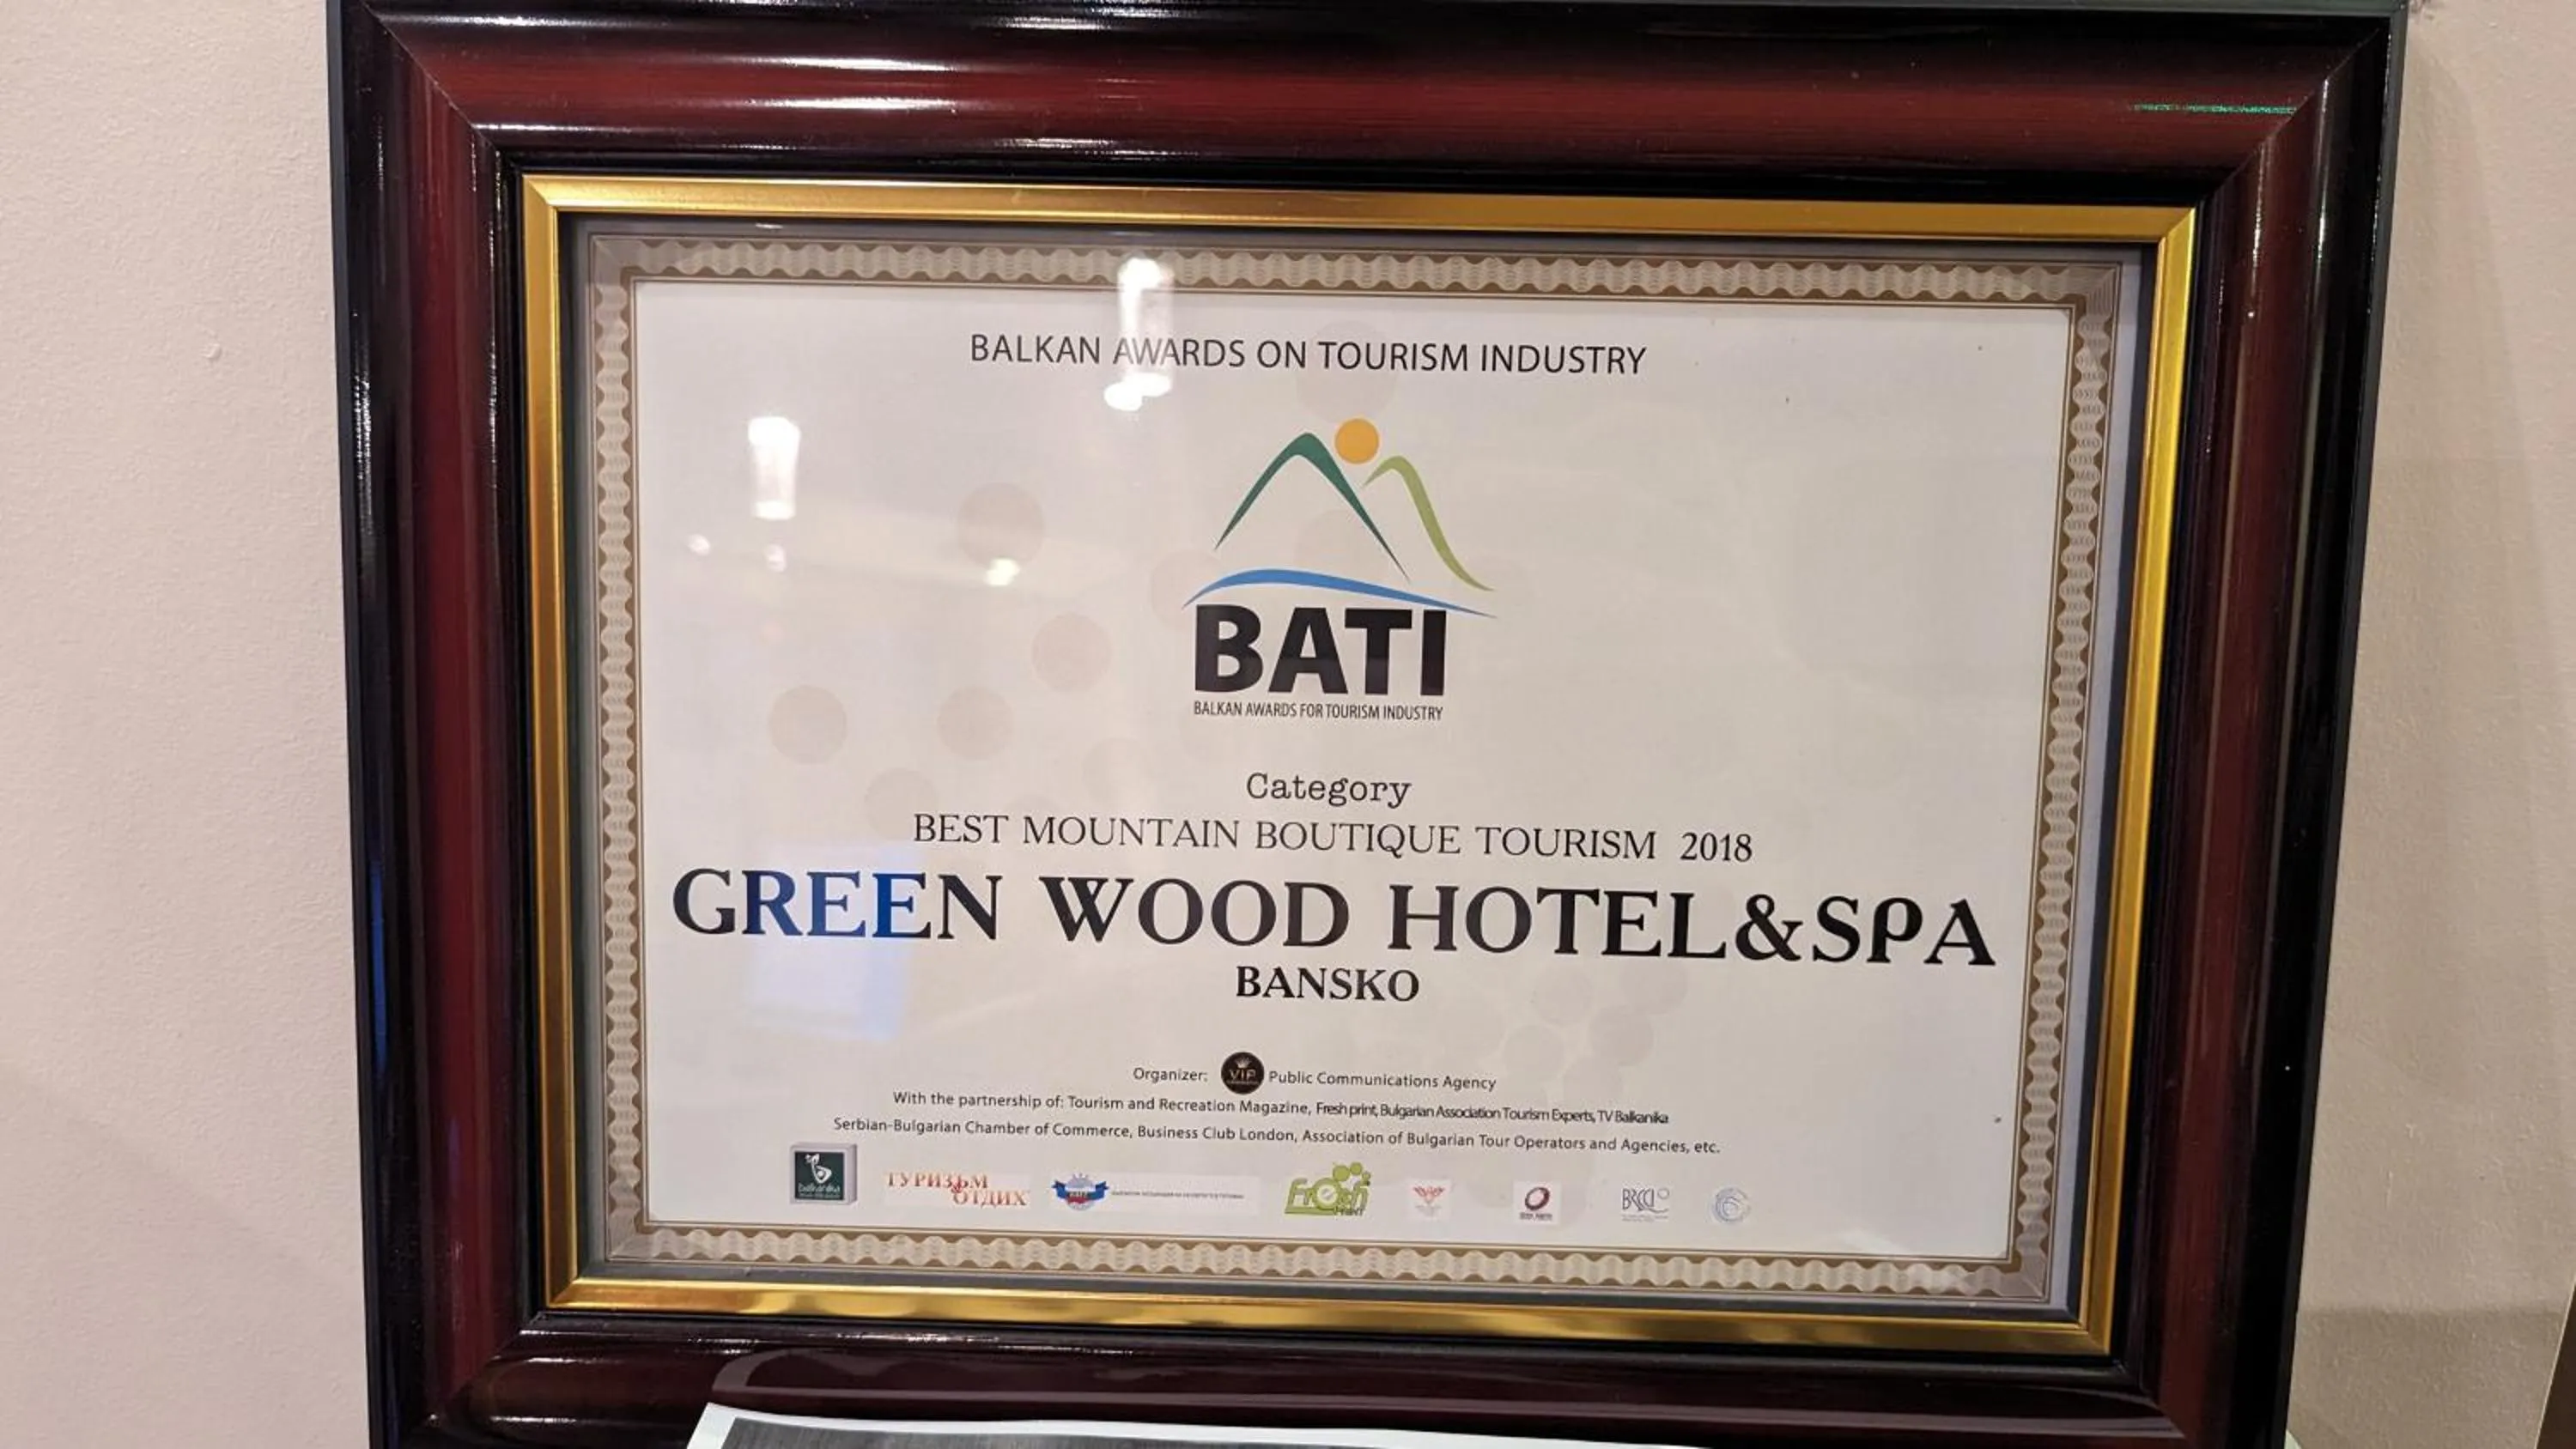 BALKAN AWARDS ON TOURISM INDUSTRY
BATI
BALKAN AWARDS FOR TOURISM INDUSTRY
Category
BEST MOUNTAIN BOUTIQUE TOURISM 2018
GREEN WOOD HOTEL&SPA
BANSKO
Organizer: VIP Public Communications Agency
With the partnership of: Tourism and Recreation Magazine, Fresh print, Bulgarian Association Tourism Experts, TV Balkanika
Serbian-Bulgarian Chamber of Commerce, Business Club London, Association of Bulgarian Tour Operators and Agencies, etc.
balkanika
ТУРИЗЪМ
&ОТДИХ
Fresh
PRINT